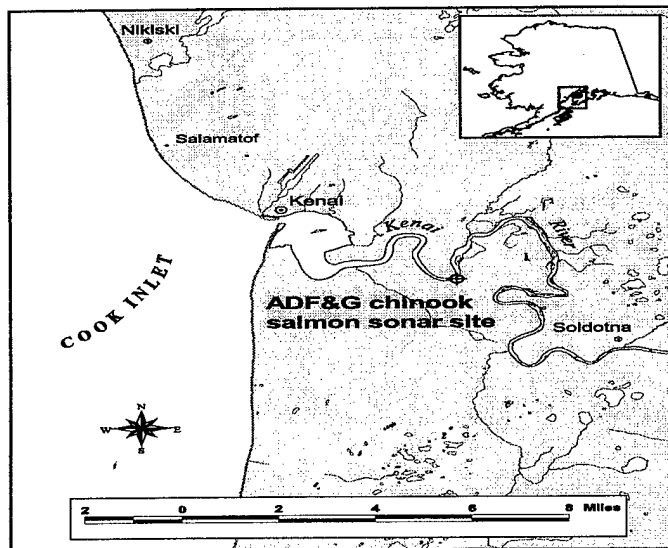 Nikiski
Salamatof
Kenai
Kenai
River
ADF&G chinook
salmon sonar site
Soldotna
COOK INLET
N
W
E
S
2 0 2 4 6 8 Miles